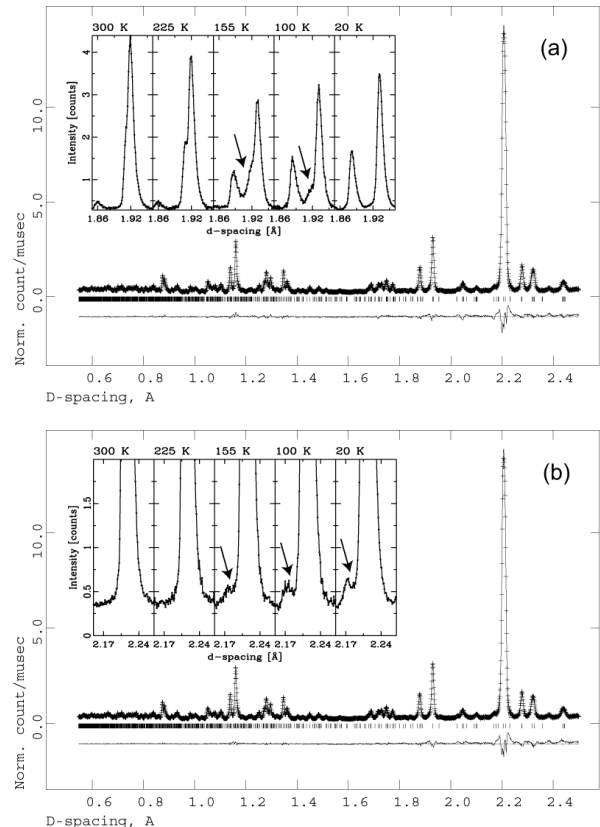 300 K 225 K 155 K 100 K 20 K
(a)
4
3
2
1
Intensity [counts]
1.86 1.92 1.86 1.92 1.86 1.92 1.86 1.92 1.86 1.92
d-spacing [Å]
10.0
5.0
0.0
Norm. count/musec
0.6 0.8 1.0 1.2 1.4 1.6 1.8 2.0 2.2 2.4
D-spacing, A
300 K 225 K 155 K 100 K 20 K
(b)
1.5
1
0.5
0
Intensity [counts]
2.17 2.24 2.17 2.24 2.17 2.24 2.17 2.24 2.17 2.24
d-spacing [Å]
10.0
5.0
0.0
Norm. count/musec
0.6 0.8 1.0 1.2 1.4 1.6 1.8 2.0 2.2 2.4
D-spacing, A